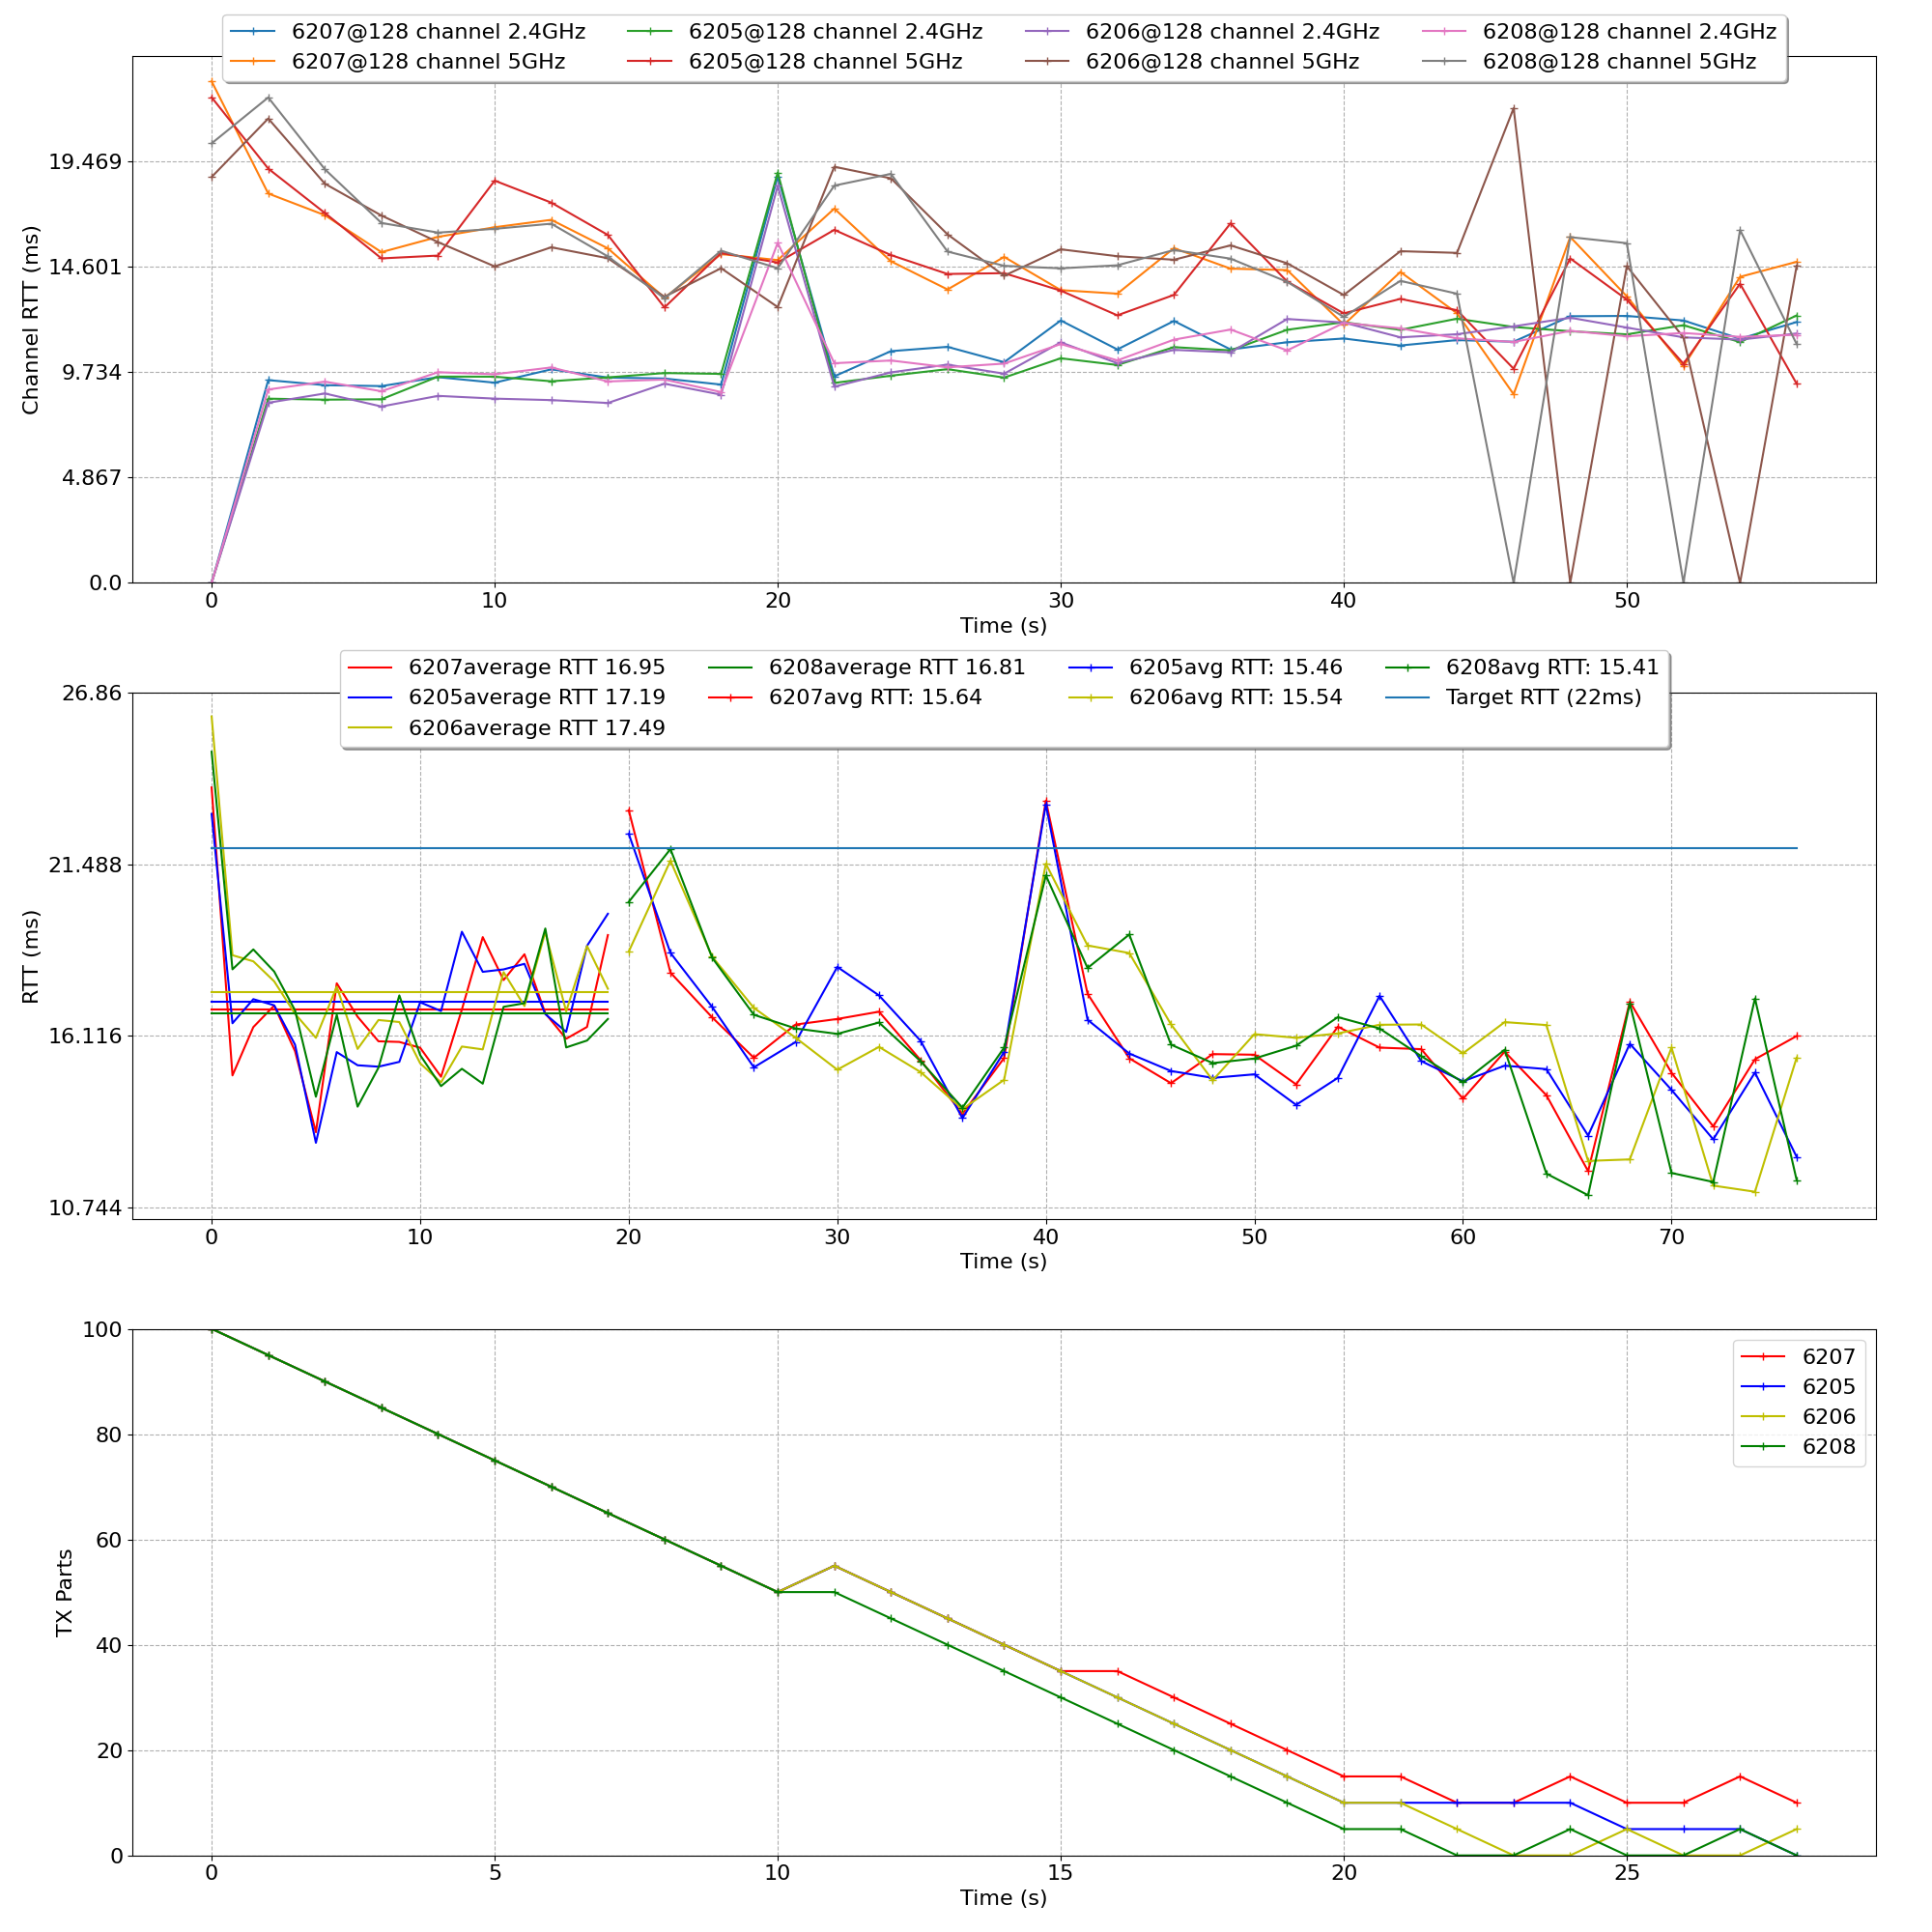 6207@128 channel 2.4GHz 6205@128 channel 2.4GHz 6206@128 channel 2.4GHz 6208@128 channel 2.4GHz
6207@128 channel 5GHz 6205@128 channel 5GHz 6206@128 channel 5GHz 6208@128 channel 5GHz
Channel RTT (ms)
19.469
14.601
9.734
4.867
0.0
0 10 20 30 40 50
Time (s)
6207average RTT 16.95 6208average RTT 16.81 6205avg RTT: 15.46 6208avg RTT: 15.41
6205average RTT 17.19 6207avg RTT: 15.64 6206avg RTT: 15.54 Target RTT (22ms)
6206average RTT 17.49
RTT (ms)
26.86
21.488
16.116
10.744
0 10 20 30 40 50 60 70
Time (s)
TX Parts
100
80
60
40
20
0
6207
6205
6206
6208
0 5 10 15 20 25
Time (s)